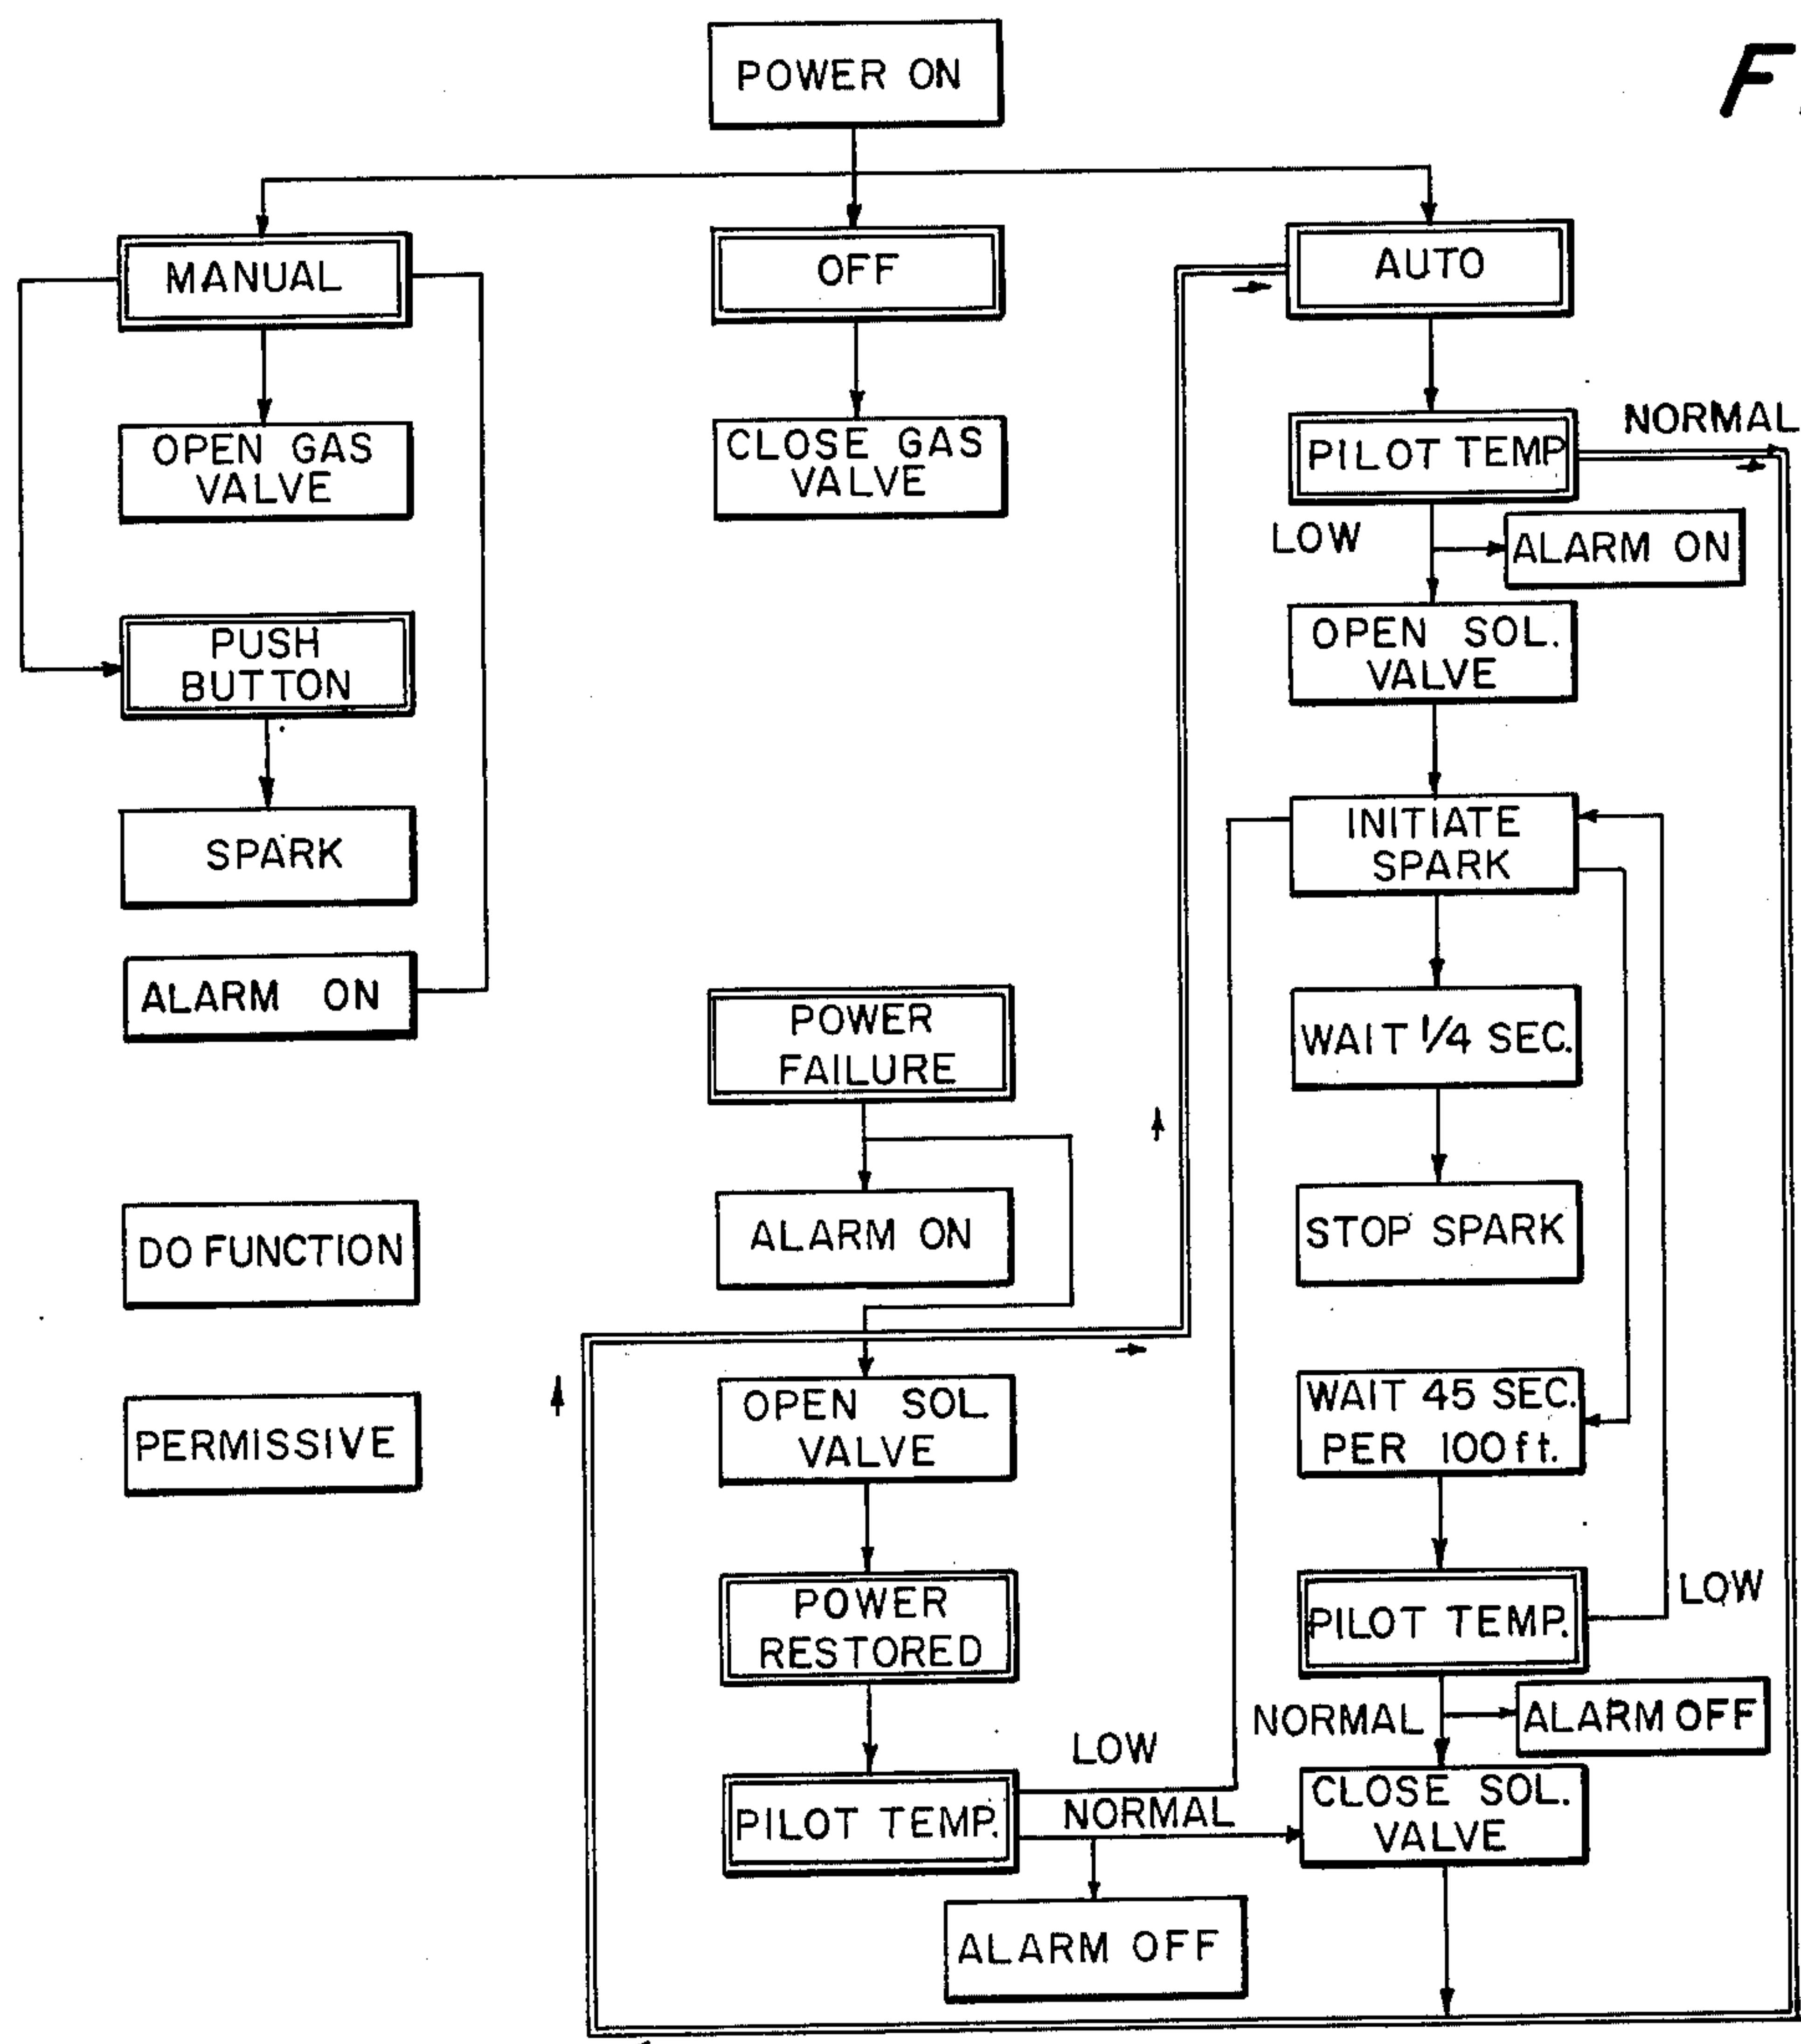 POWER ON
F
MANUAL
OFF
AUTO
OPEN GAS
VALVE
CLOSE GAS
VALVE
PILOT TEMP
NORMAL
LOW
ALARM ON
PUSH
BUTTON
OPEN SOL.
VALVE
SPARK
INITIATE
SPARK
ALARM ON
POWER
FAILURE
WAIT 1/4 SEC.
DO FUNCTION
ALARM ON
STOP SPARK
PERMISSIVE
OPEN SOL
VALVE
WAIT 45 SEC.
PER 100 ft.
POWER
RESTORED
PILOT TEMP.
LOW
NORMAL
ALARM OFF
PILOT TEMP.
LOW
NORMAL
CLOSE SOL.
VALVE
ALARM OFF